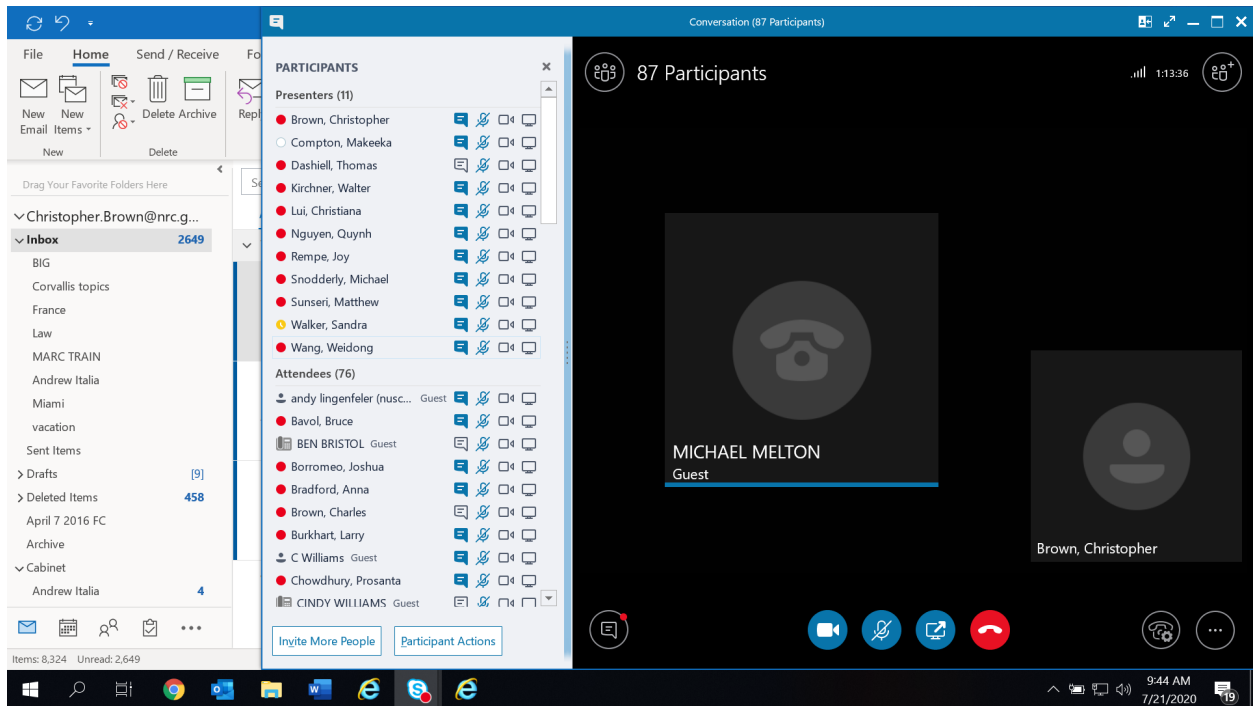 Conversation (87 Participants)
File Home Send / Receive Fo
New Email
New Items
Delete
Archive
Repl
New
Delete
Drag Your Favorite Folders Here
Se
Christopher.Brown@nrc.g...
Inbox 2649
BIG
Corvallis topics
France
Law
MARC TRAIN
Andrew Italia
Miami
vacation
Sent Items
Drafts [9]
Deleted Items 458
April 7 2016 FC
Archive
Cabinet
Andrew Italia 4
Items: 8,324 Unread: 2,649
PARTICIPANTS
Presenters (11)
Brown, Christopher
Compton, Makeeka
Dashiell, Thomas
Kirchner, Walter
Lui, Christiana
Nguyen, Quynh
Rempe, Joy
Snodderly, Michael
Sunseri, Matthew
Walker, Sandra
Wang, Weidong
Attendees (76)
andy lingenfeler (nusc... Guest
Bavol, Bruce
BEN BRISTOL Guest
Borromeo, Joshua
Bradford, Anna
Brown, Charles
Burkhart, Larry
C Williams Guest
Chowdhury, Prosanta
CINDY WILLIAMS Guest
Invite More People
Participant Actions
87 Participants
1:13:36
MICHAEL MELTON
Guest
Brown, Christopher
9:44 AM
7/21/2020
19